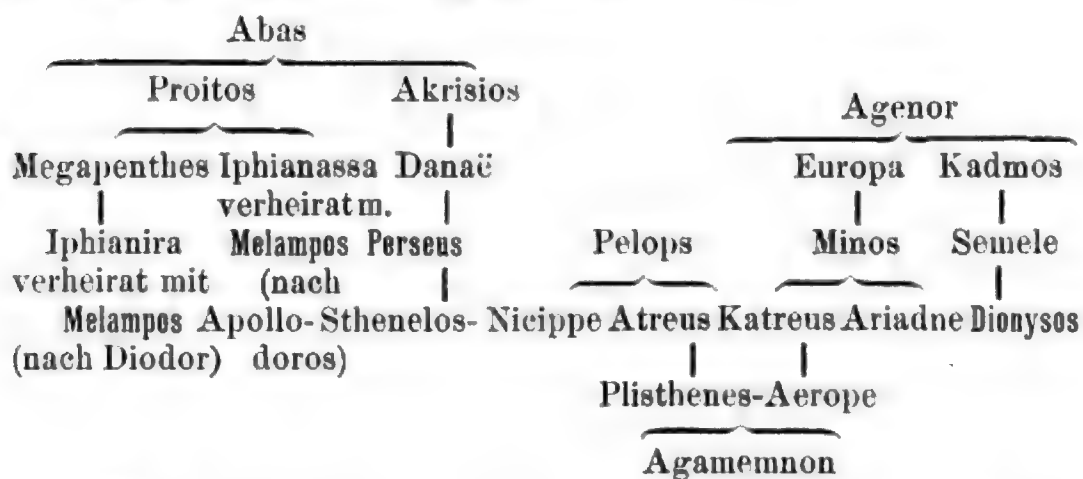 Abas
Proitos Akrisios
Agenor
Megapenthes Iphianassa Danaë Europa Kadmos
verheirat m.
Iphianira Melampos Perseus Pelops Minos Semele
verheirat mit (nach
Melampos Apollo- Sthenelos- Nicippe Atreus Katreus Ariadne Dionysos
(nach Diodor) doros)
Plisthenes-Aerope
Agamemnon